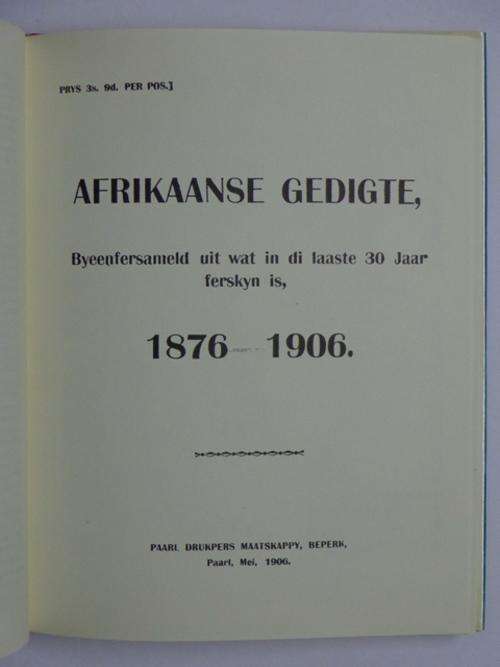 PRYS 3s. 9d. PER POS.]
AFRIKAANSE GEDIGTE,
Byeenfersameld uit wat in di laaste 30 Jaar
ferskyn is,
1876 — 1906.
PAARL DRUKPERS MAATSKAPPY, BEPERK,
Paarl, Mei, 1906.